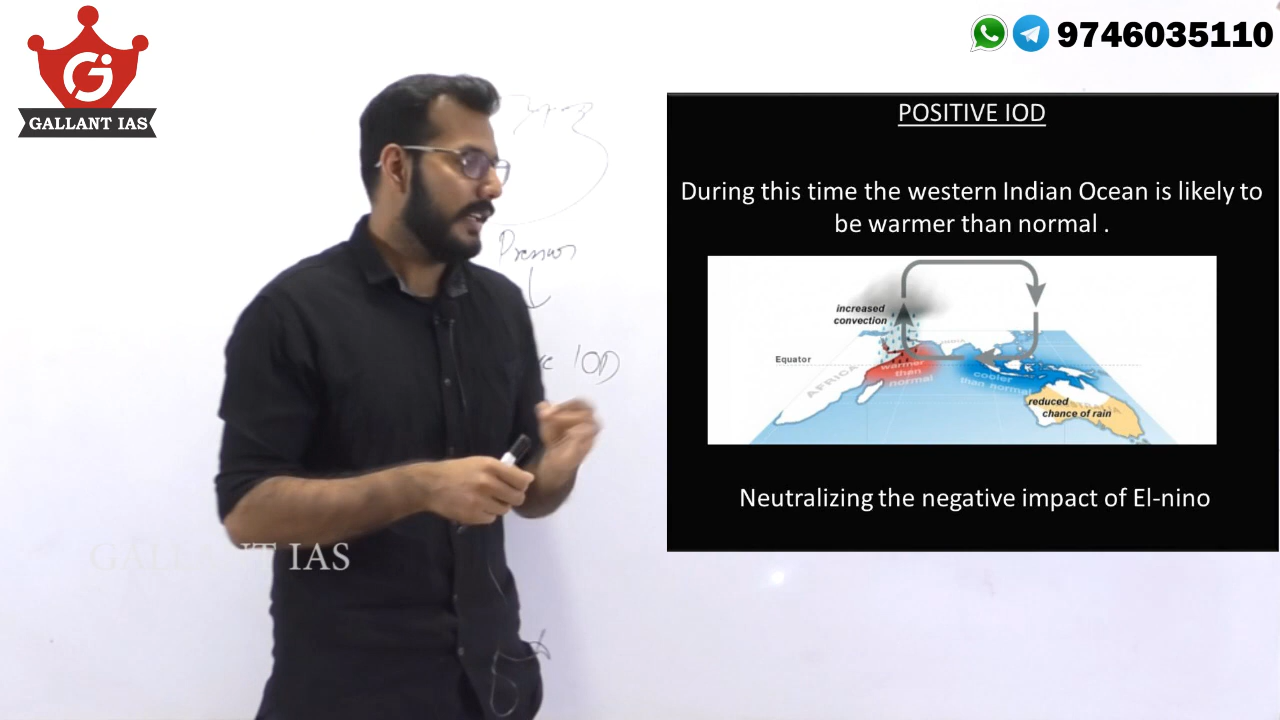 GALLANT IAS
9746035110
POSITIVE IOD
During this time the western Indian Ocean is likely to
be warmer than normal .
increased
convection
Equator
AFRICA
INDIA
warmer
than
normal
cooler
than normal
reduced
chance of rain
Neutralizing the negative impact of El-nino
IOD
GALLANT IAS